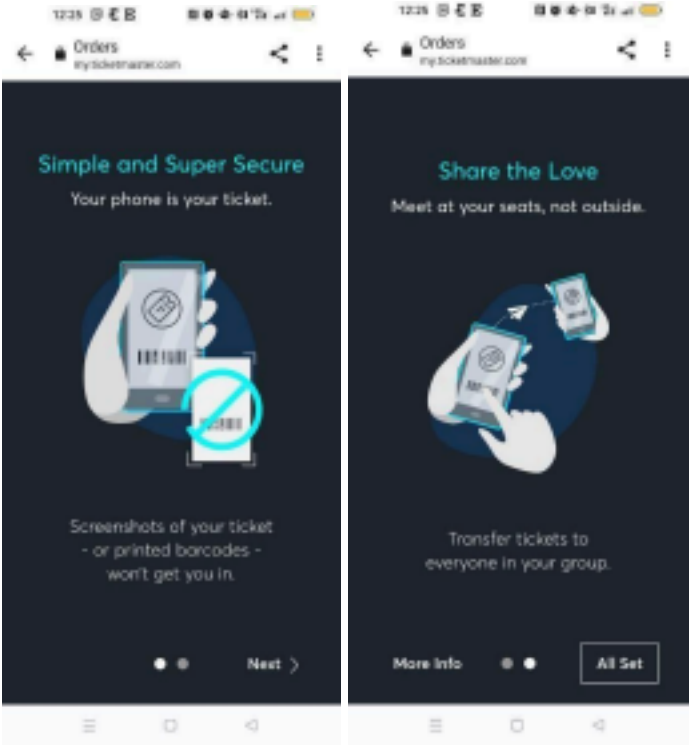 12:25
Orders
my.ticketmaster.com
Simple and Super Secure
Your phone is your ticket.
Screenshots of your ticket
- or printed barcodes -
won't get you in.
Next
12:25
Orders
my.ticketmaster.com
Share the Love
Meet at your seats, not outside.
Transfer tickets to
everyone in your group.
More Info
All Set